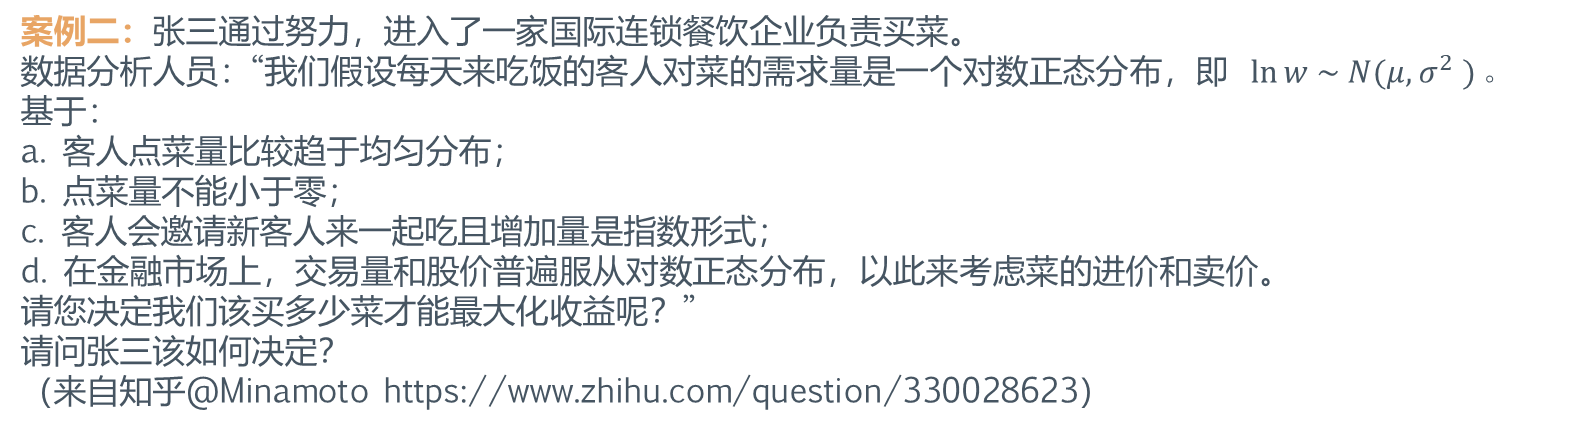 案例二：张三通过努力，进入了一家国际连锁餐饮企业负责买菜。
数据分析人员：“我们假设每天来吃饭的客人对菜的需求量是一个对数正态分布，即 ln w ~ N(μ, σ²) 。
基于：
a. 客人点菜量比较趋于均匀分布；
b. 点菜量不能小于零；
c. 客人会邀请新客人来一起吃且增加量是指数形式；
d. 在金融市场上，交易量和股价普遍服从对数正态分布，以此来考虑菜的进价和卖价。
请您决定我们该买多少菜才能最大化收益呢？”
请问张三该如何决定？
（来自知乎@Minamoto https://www.zhihu.com/question/330028623)